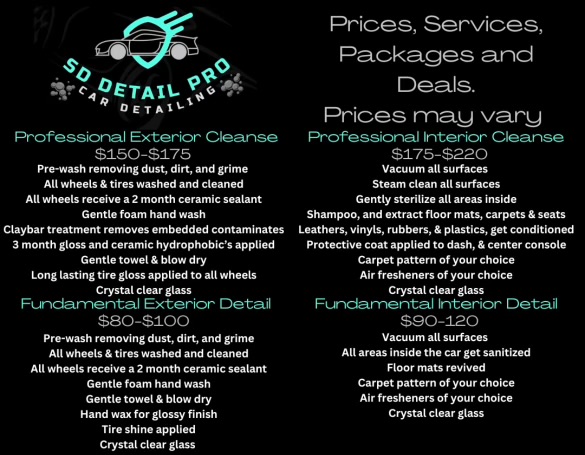 SD DETAIL PRO
CAR DETAILING
Prices, Services,
Packages and
Deals.
Prices may vary
Professional Exterior Cleanse
$150-$175
Pre-wash removing dust, dirt, and grime
All wheels & tires washed and cleaned
All wheels receive a 2 month ceramic sealant
Gentle foam hand wash
Claybar treatment removes embedded contaminates
3 month gloss and ceramic hydrophobic's applied
Gentle towel & blow dry
Long lasting tire gloss applied to all wheels
Crystal clear glass
Professional Interior Cleanse
$175-$220
Vacuum all surfaces
Steam clean all surfaces
Gently sterilize all areas inside
Shampoo, and extract floor mats, carpets & seats
Leathers, vinyls, rubbers, & plastics, get conditioned
Protective coat applied to dash, & center console
Carpet pattern of your choice
Air fresheners of your choice
Crystal clear glass
Fundamental Exterior Detail
$80-$100
Pre-wash removing dust, dirt, and grime
All wheels & tires washed and cleaned
All wheels receive a 2 month ceramic sealant
Gentle foam hand wash
Gentle towel & blow dry
Hand wax for glossy finish
Tire shine applied
Crystal clear glass
Fundamental Interior Detail
$90-120
Vacuum all surfaces
All areas inside the car get sanitized
Floor mats revived
Carpet pattern of your choice
Air fresheners of your choice
Crystal clear glass